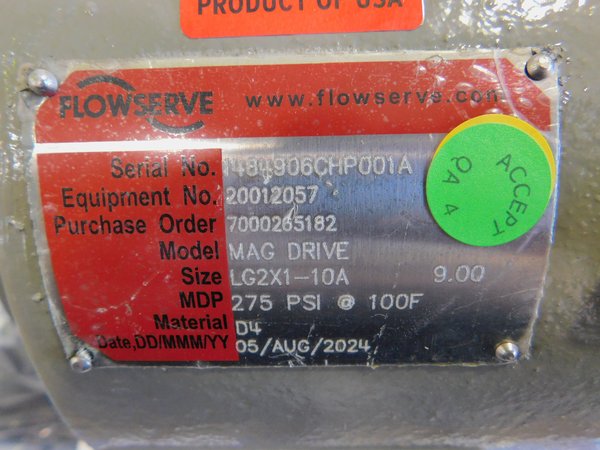 PRODUCT OF USA
FLOWSERVE www.flowserve.com
Serial No. 1484906CHP001A
Equipment No. 20012057
Purchase Order 7000265182
Model MAG DRIVE
Size LG2X1-10A 9.00
MDP 275 PSI @ 100F
Material D4
Date,DD/MMM/YY 05/AUG/2024
ACCEPT
QA 4